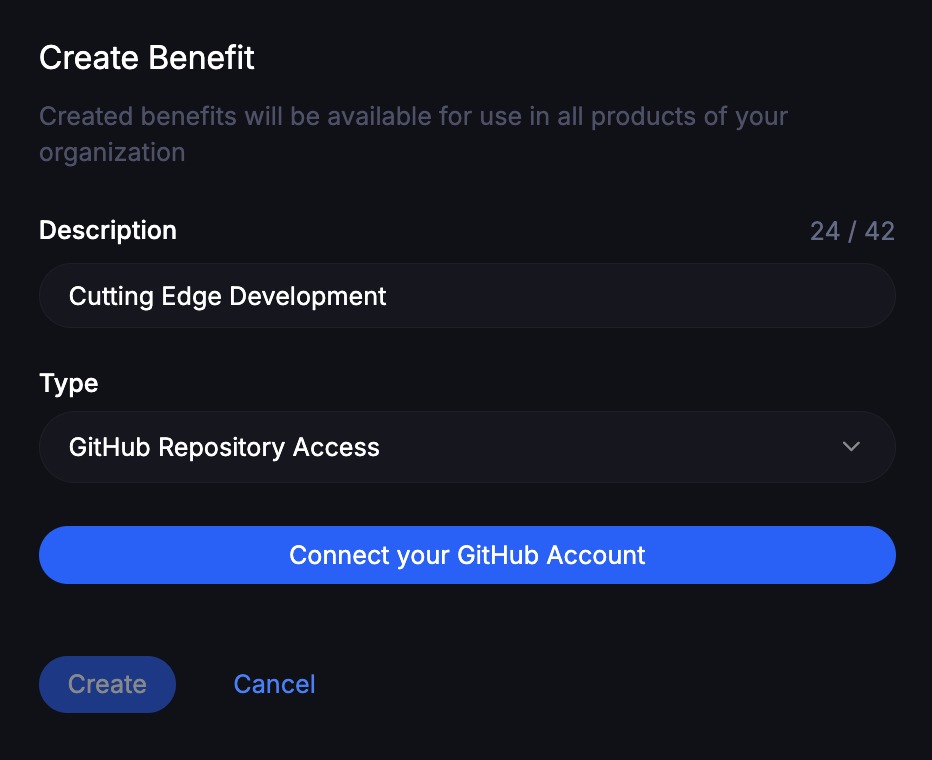 Create Benefit
Created benefits will be available for use in all products of your
organization
Description
24 / 42
Cutting Edge Development
Type
GitHub Repository Access
Connect your GitHub Account
Create
Cancel